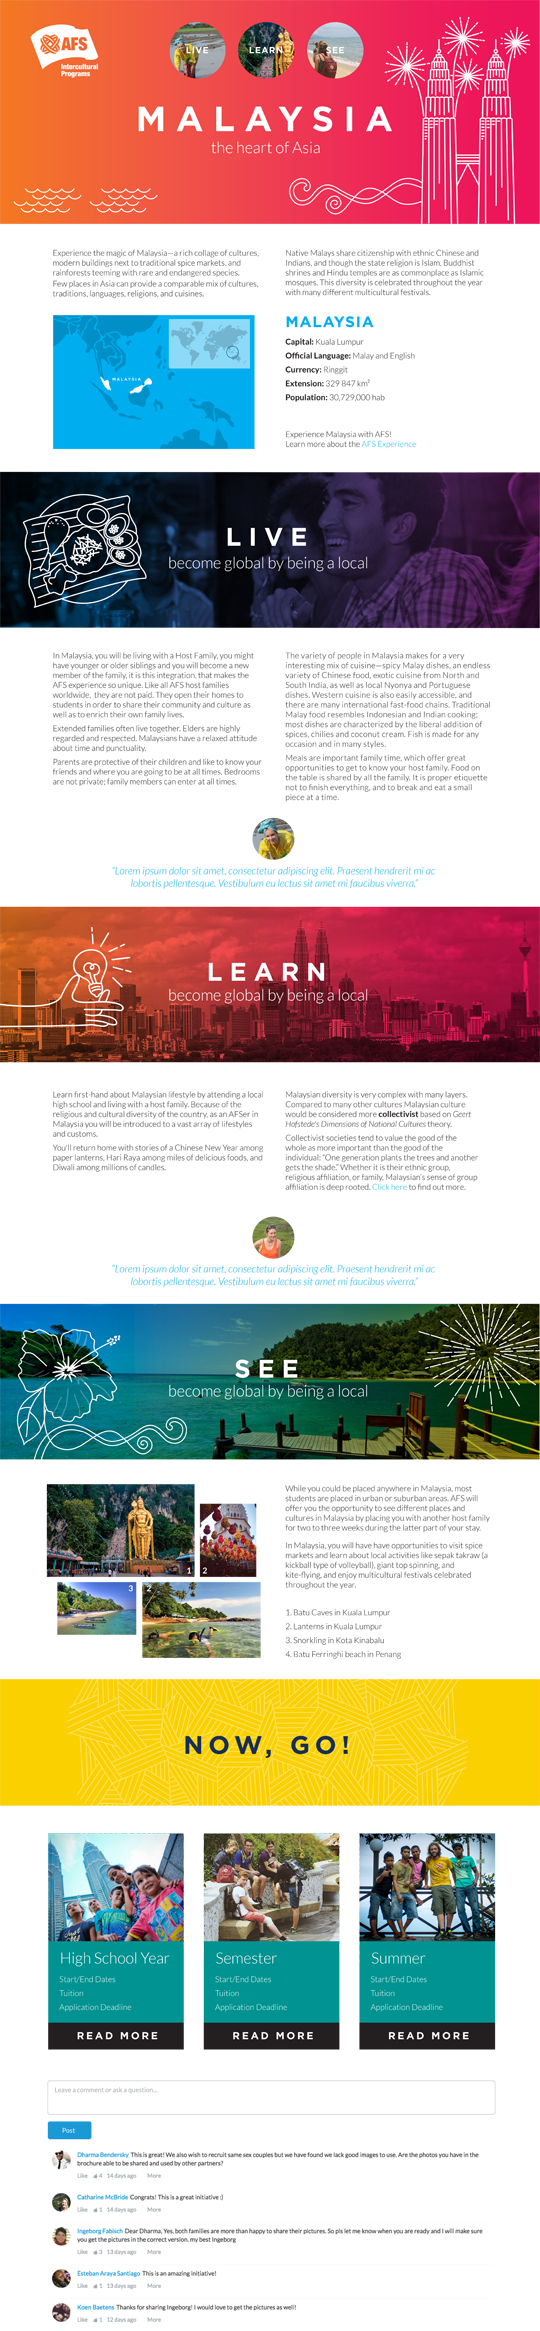 AFS
Intercultural
Programs
LIVE
LEARN
SEE
MALAYSIA
the heart of Asia
Experience the magic of Malaysia—a rich collage of cultures,
modern buildings next to traditional spice markets, and
rainforests teeming with rare and endangered species.
Few places in Asia can provide a comparable mix of cultures,
traditions, languages, religions, and cuisines.
MALAYSIA
Native Malays share citizenship with ethnic Chinese and
Indians, and though the state religion is Islam. Buddhist
shrines and Hindu temples are as commonplace as Islamic
mosques. This diversity is celebrated throughout the year
with many different multicultural festivals.
MALAYSIA
Capital: Kuala Lumpur
Official Language: Malay and English
Currency: Ringgit
Extension: 329 847 km²
Population: 30,729,000 hab
Experience Malaysia with AFS!
Learn more about the AFS Experience
LIVE
become global by being a local
In Malaysia, you will be living with a Host Family, you might
have younger or older siblings and you will become a new
member of the family, it is this integration, that makes the
AFS experience so unique. Like all AFS host families
worldwide, they are not paid. They open their homes to
students in order to share their community and culture as
well as to enrich their own family lives.
Extended families often live together. Elders are highly
regarded and respected. Malaysians have a relaxed attitude
about time and punctuality.
Parents are protective of their children and like to know your
friends and where you are going to be at all times. Bedrooms
are not private; family members can enter at all times.
The variety of people in Malaysia makes for a very
interesting mix of cuisine—spicy Malay dishes, an endless
variety of Chinese food, exotic cuisine from North and
South India, as well as local Nyonya and Portuguese
dishes. Western cuisine is also easily accessible, and
there are many international fast-food chains. Traditional
Malay food resembles Indonesian and Indian cooking;
most dishes are characterized by the liberal addition of
spices, chilies and coconut cream. Fish is made for any
occasion and in many styles.
Meals are important family time, which offer great
opportunities to get to know your host family. Food on
the table is shared by all the family. It is proper etiquette
not to finish everything, and to break and eat a small
piece at a time.
"Lorem ipsum dolor sit amet, consectetur adipiscing elit. Praesent hendrerit mi ac
lobortis pellentesque. Vestibulum eu lectus sit amet mi faucibus viverra."
LEARN
become global by being a local
Learn first-hand about Malaysian lifestyle by attending a local
high school and living with a host family. Because of the
religious and cultural diversity of the country, as an AFSer in
Malaysia you will be introduced to a vast array of lifestyles
and customs.
You'll return home with stories of a Chinese New Year among
paper lanterns, Hari Raya among miles of delicious foods, and
Diwali among millions of candles.
Malaysian diversity is very complex with many layers.
Compared to many other cultures Malaysian culture
would be considered more collectivist based on Geert
Hofstede's Dimensions of National Cultures theory.
Collectivist societies tend to value the good of the
whole as more important than the good of the
individual: "One generation plants the trees and another
gets the shade." Whether it is their ethnic group,
religious affiliation, or family, Malaysian's sense of group
affiliation is deep rooted. Click here to find out more.
"Lorem ipsum dolor sit amet, consectetur adipiscing elit. Praesent hendrerit mi ac
lobortis pellentesque. Vestibulum eu lectus sit amet mi faucibus viverra."
SEE
become global by being a local
1
2
3
2
While you could be placed anywhere in Malaysia, most
students are placed in urban or suburban areas. AFS will
offer you the opportunity to see different places and
cultures in Malaysia by placing you with another host family
for two to three weeks during the latter part of your stay.
In Malaysia, you will have have opportunities to visit spice
markets and learn about local activities like sepak takraw (a
kickball type of volleyball), giant top spinning, and
kite-flying, and enjoy multicultural festivals celebrated
throughout the year.
1. Batu Caves in Kuala Lumpur
2. Lanterns in Kuala Lumpur
3. Snorkling in Kota Kinabalu
4. Batu Ferringhi beach in Penang
NOW, GO!
High School Year
Start/End Dates
Tuition
Application Deadline
READ MORE
Semester
Start/End Dates
Tuition
Application Deadline
READ MORE
Summer
Start/End Dates
Tuition
Application Deadline
READ MORE
Leave a comment or ask a question...
Post
Dharma Bendersky This is great! We also wish to recruit same sex couples but we have found we lack good images to use. Are the photos you have in the
brochure able to be shared and used by other partners?
Like 4 14 days ago More
Catharine McBride Congrats! This is a great initiative :)
Like 1 14 days ago More
Ingeborg Fabisch Dear Dharma, Yes, both families are more than happy to share their pictures. So pls let me know when you are ready and I will make sure
you get the pictures in the correct version. my best Ingeborg
Like 3 13 days ago More
Esteban Araya Santiago This is an amazing initiative!
Like 1 13 days ago More
Koen Baetens Thanks for sharing Ingeborg! I would love to get the pictures as well!
Like 1 12 days ago More